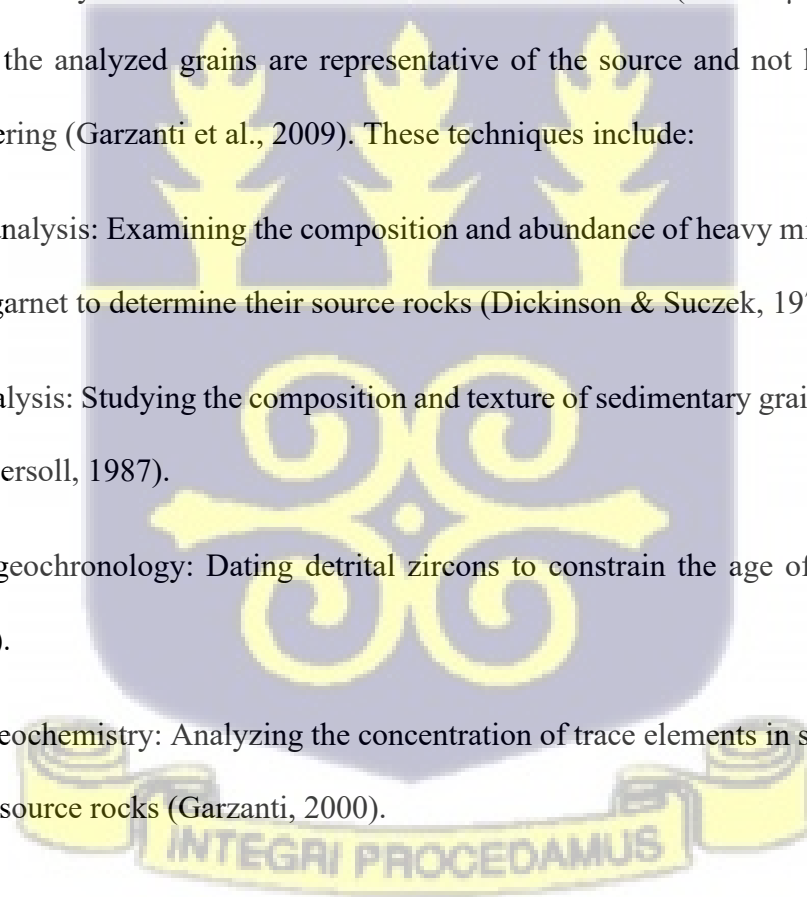 the analyzed grains are representative of the source and not
ering (Garzanti et al., 2009). These techniques include:
nalysis: Examining the composition and abundance of heavy
garnet to determine their source rocks (Dickinson & Suczek, 19
alysis: Studying the composition and texture of sedimentary grai
ersoll, 1987).
geochronology: Dating detrital zircons to constrain the age of
).
eochemistry: Analyzing the concentration of trace elements in s
source rocks (Garzanti, 2000).
INTEGRI PROCEDAMUS